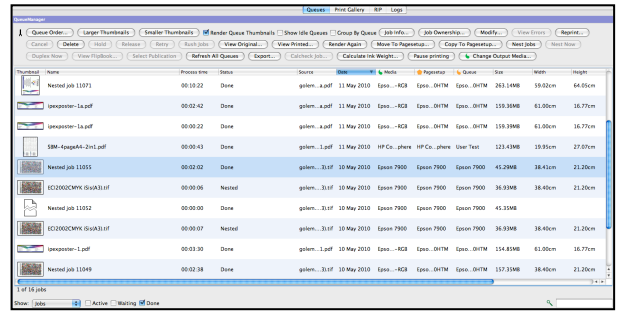 Queues Print Gallery RIP Logs
QueueManager
Queue Order... Larger Thumbnails Smaller Thumbnails Render Queue Thumbnails Show Idle Queues Group By Queue Job Info... Job Ownership... Modify... View Errors Reprint...
Cancel Delete Hold Release Retry Rush Jobs View Original... View Printed... Render Again Move To Pagesetup... Copy To Pagesetup... Nest Jobs Nest Now
Duplex Now View FlipBook... Select Publication Refresh All Queues Export... Calcheck Job... Calculate Ink Weight... Pause printing Change Output Media...
Thumbnail Name Process time Status Source Date Media Pagesetup Queue Size Width Height
Nested job 11071 00:10:22 Done golem...a.pdf 11 May 2010 Epso...-RGB Epso...0HTM Epso...0HTM 263.14MB 59.02cm 64.05cm
ipexposter-1a.pdf 00:02:42 Done golem...a.pdf 11 May 2010 Epso...-RGB Epso...0HTM Epso...0HTM 159.36MB 61.00cm 16.77cm
ipexposter-1a.pdf 00:00:22 Done golem...a.pdf 11 May 2010 Epso...-RGB Epso...0HTM Epso...0HTM 159.39MB 61.00cm 16.77cm
SBM-4pageA4-2in1.pdf 00:00:43 Done golem...1.pdf 11 May 2010 HP Co...phere HP Co...phere User Test 123.43MB 19.95cm 27.07cm
Nested job 11055 00:02:02 Done golem...3).tif 10 May 2010 Epson 7900 Epson 7900 Epson 7900 45.29MB 38.41cm 21.20cm
ECI2002CMYK iSis(A3).tif 00:00:06 Nested golem...3).tif 10 May 2010 Epson 7900 Epson 7900 Epson 7900 36.93MB 38.40cm 21.20cm
Nested job 11052 00:00:00 Done golem...3).tif 10 May 2010 Epson 7900 Epson 7900 Epson 7900 45.35MB
ECI2002CMYK iSis(A3).tif 00:00:07 Nested golem...3).tif 10 May 2010 Epson 7900 Epson 7900 Epson 7900 36.93MB 38.40cm 21.20cm
ipexposter-1.pdf 00:03:30 Done golem...1.pdf 10 May 2010 Epso...-RGB Epso...0HTM Epso...0HTM 154.85MB 61.00cm 16.77cm
Nested job 11049 00:02:38 Done golem...3).tif 10 May 2010 Epso...-RGB Epso...0HTM Epso...0HTM 157.35MB 38.40cm 21.20cm
1 of 16 jobs
Show: Jobs Active Waiting Done